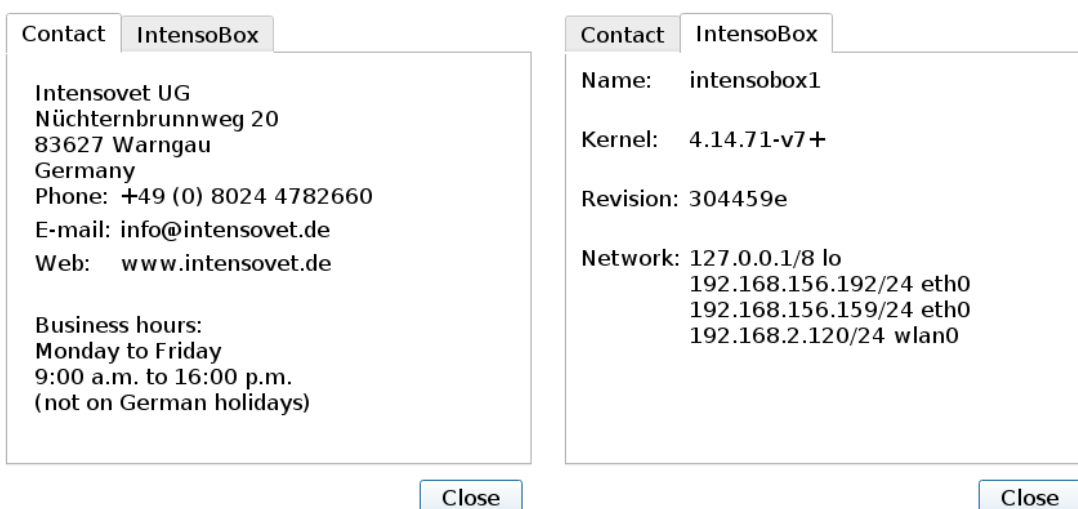 Contact IntensoBox
Intensovet UG
Nüchternbrunnweg 20
83627 Warngau
Germany
Phone: +49 (0) 8024 4782660
E-mail: info@intensovet.de
Web: www.intensovet.de
Business hours:
Monday to Friday
9:00 a.m. to 16:00 p.m.
(not on German holidays)
Close
Contact IntensoBox
Name: intensobox1
Kernel: 4.14.71-v7+
Revision: 304459e
Network: 127.0.0.1/8 lo
192.168.156.192/24 eth0
192.168.156.159/24 eth0
192.168.2.120/24 wlan0
Close